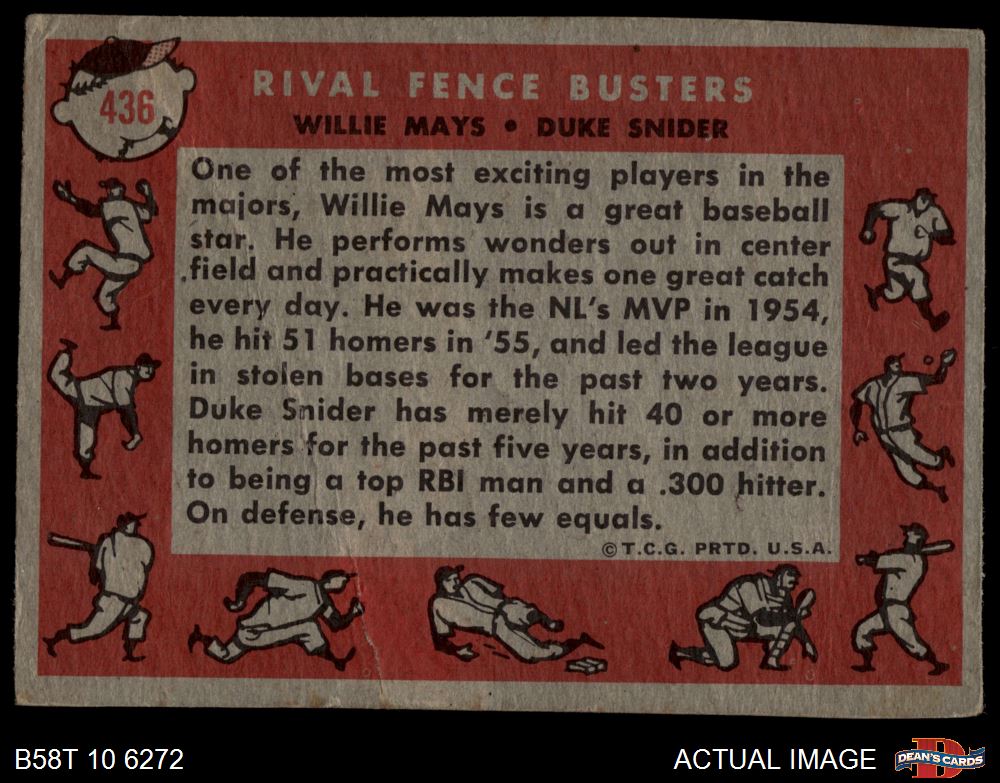 436
RIVAL FENCE BUSTERS
WILLIE MAYS • DUKE SNIDER
One of the most exciting players in the
majors, Willie Mays is a great baseball
star. He performs wonders out in center
field and practically makes one great catch
every day. He was the NL's MVP in 1954,
he hit 51 homers in '55, and led the league
in stolen bases for the past two years.
Duke Snider has merely hit 40 or more
homers for the past five years, in addition
to being a top RBI man and a .300 hitter.
On defense, he has few equals.
© T.C.G. PRTD. U.S.A.
B58T 10 6272
ACTUAL IMAGE
D
DEAN'S CARDS